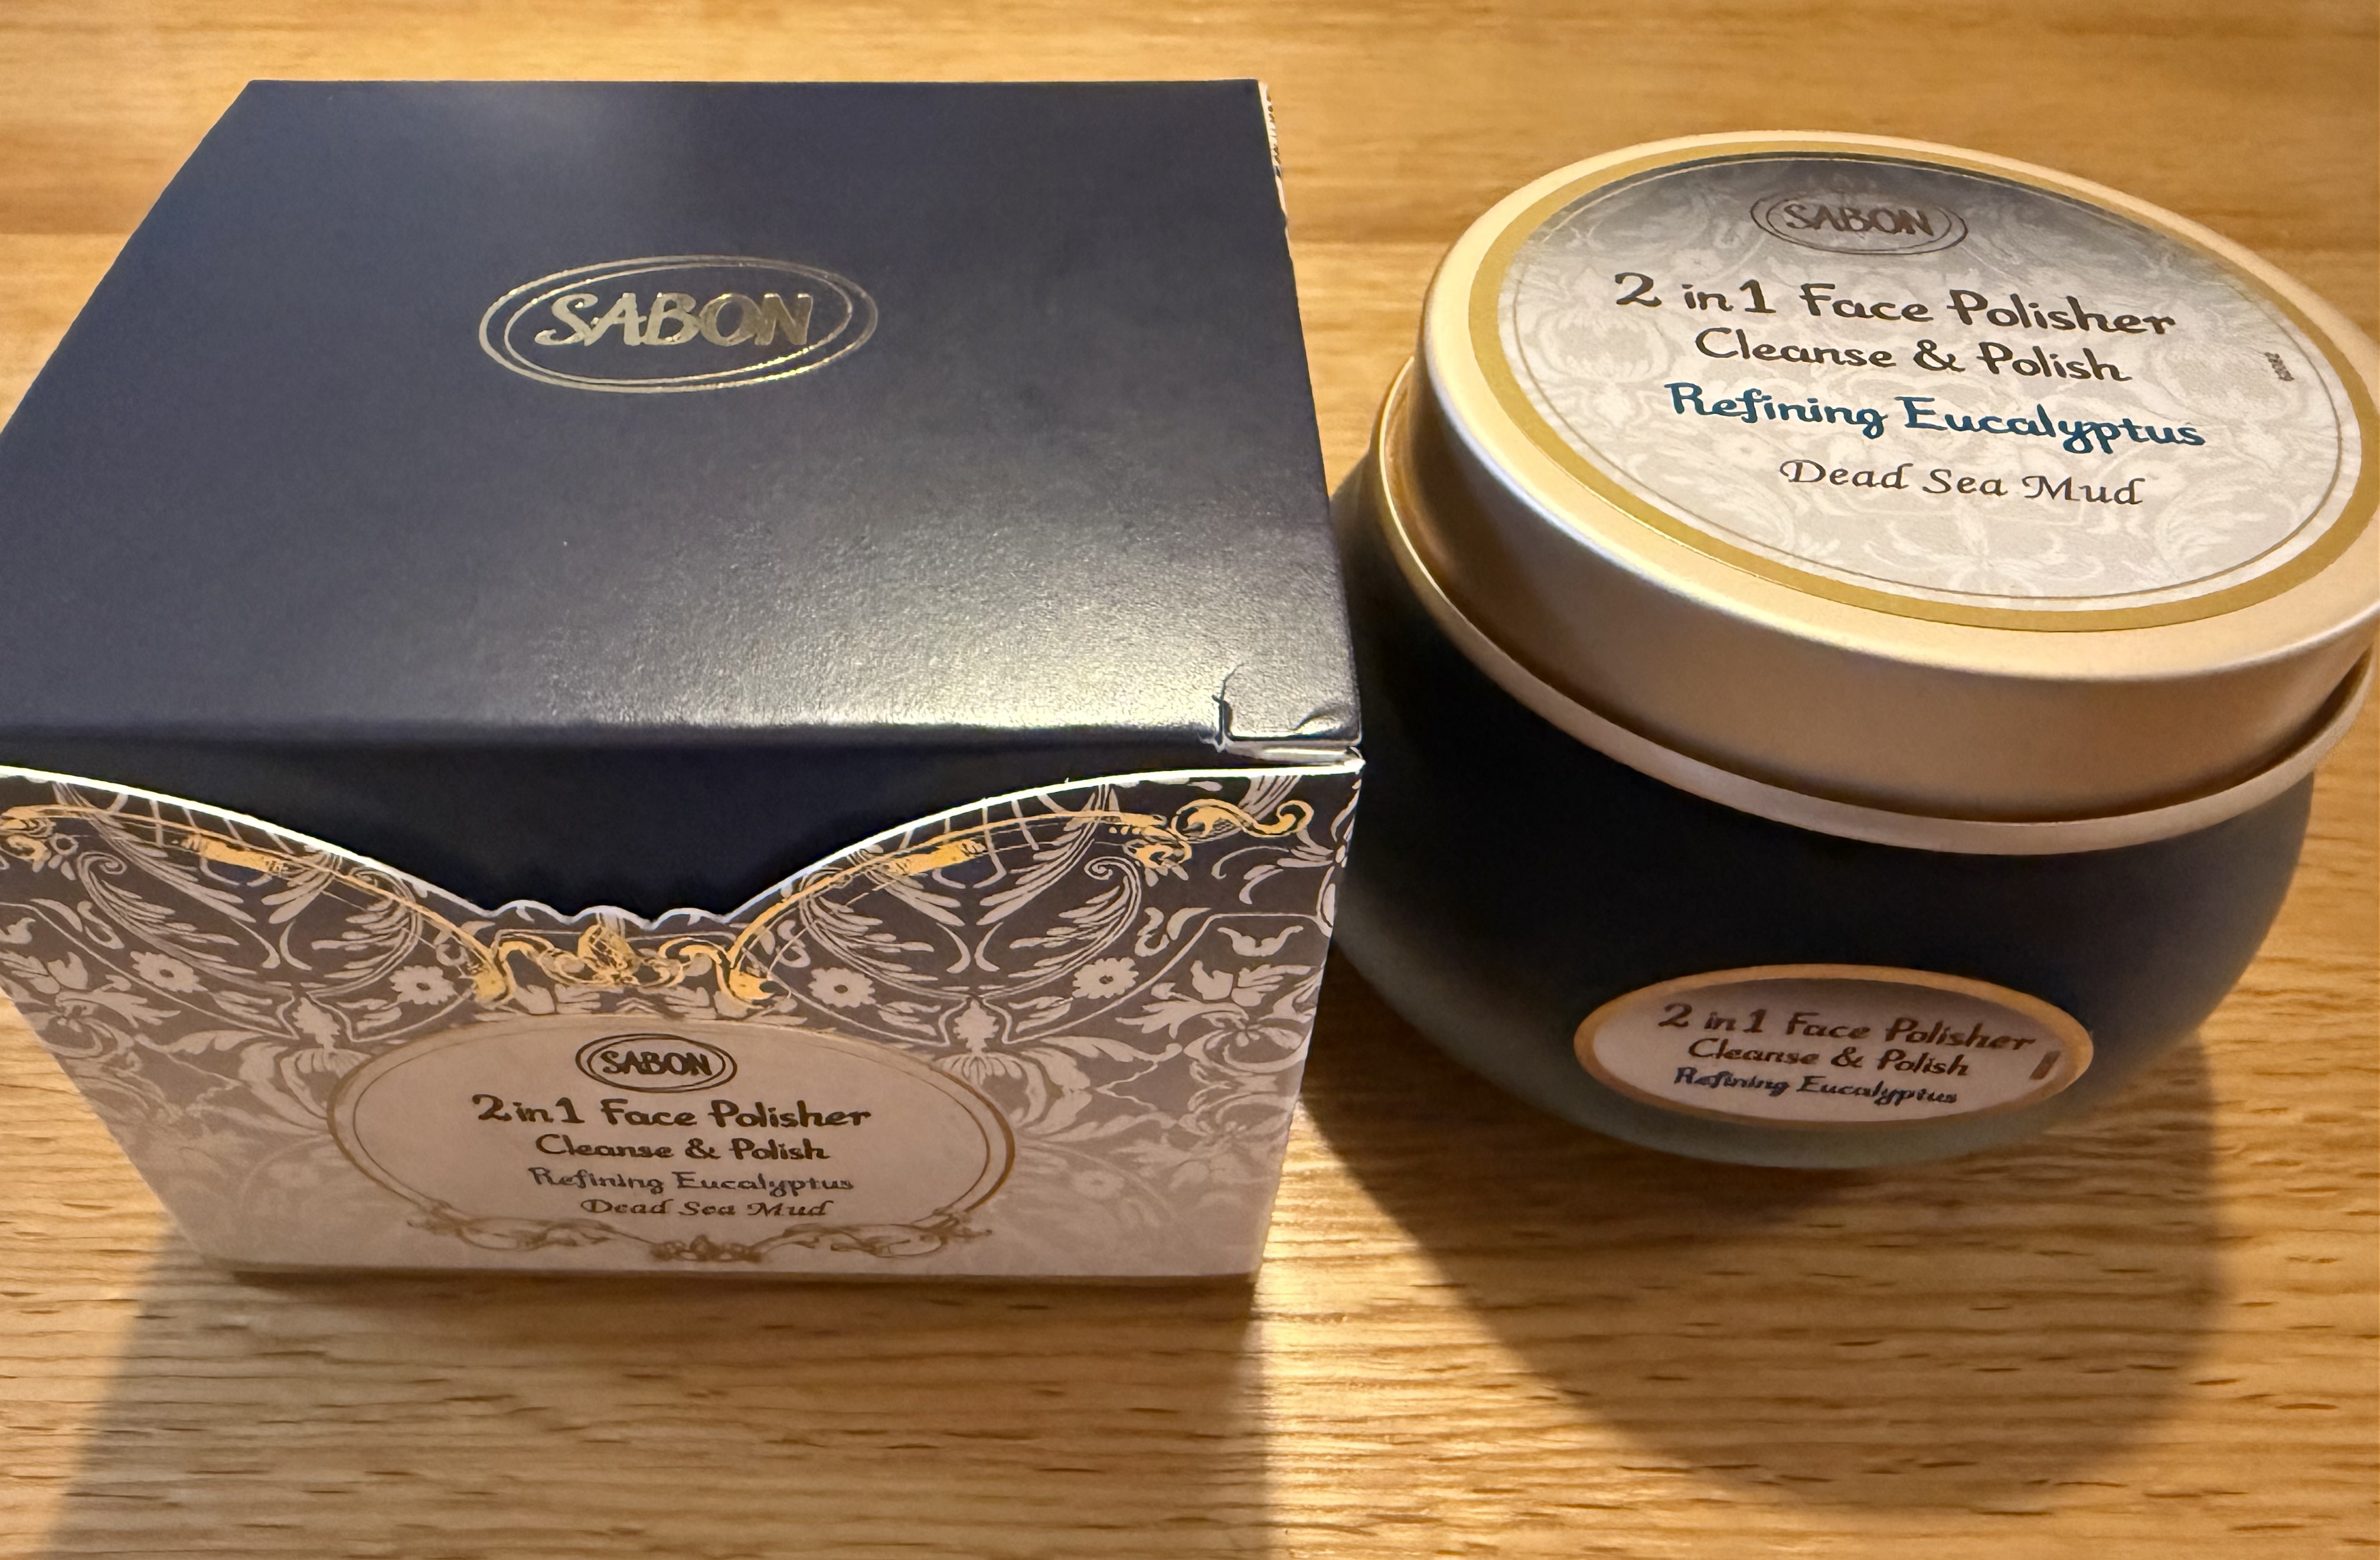 SABON
SABON
2 in 1 Face Polisher
Cleanse & Polish
Refining Eucalyptus
Dead Sea Mud
SABON
2 in 1 Face Polisher
Cleanse & Polish
Refining Eucalyptus
Dead Sea Mud
2 in 1 Face Polisher
Cleanse & Polish
Refining Eucalyptus